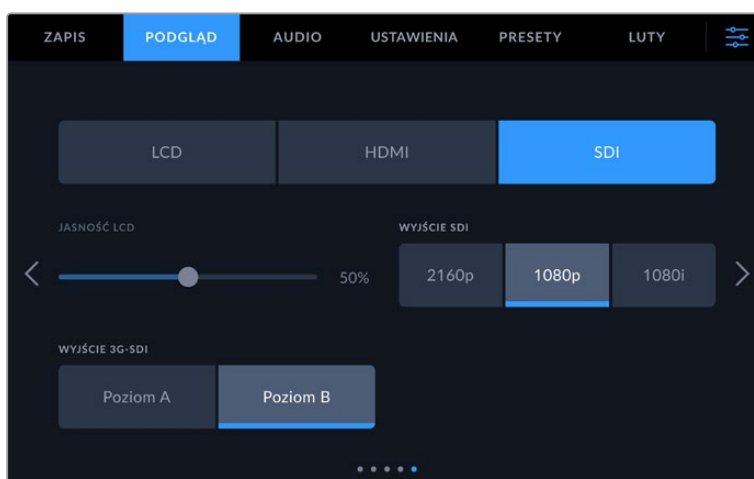 ZAPIS PODGLĄD AUDIO USTAWIENIA PRESETY LUTY
LCD HDMI SDI
JASNOŚĆ LCD WYJŚCIE SDI
50% 2160p 1080p 1080i
WYJŚCIE 3G-SDI
Poziom A Poziom B